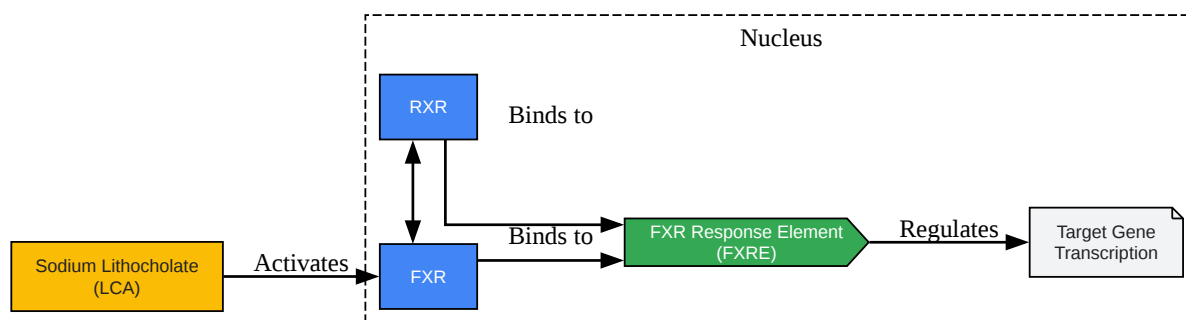 Nucleus
RXR
Binds to
Binds to
FXR Response Element
(FXRE)
Regulates
Target Gene
Transcription
Sodium Lithocholate
(LCA)
Activates
FXR